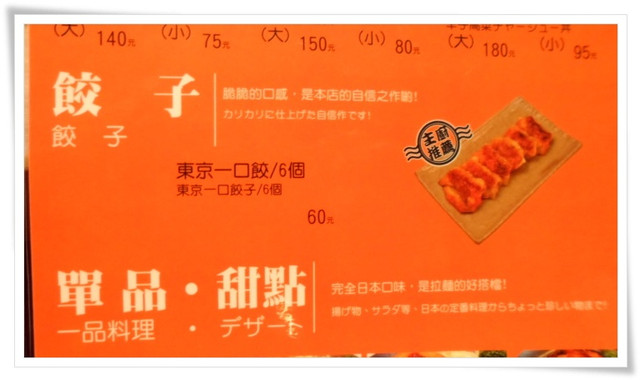 (大) 140元 (小) 75元 (大) 150元 (小) 80元 (大) 180元 (小) 95元
餃 子
餃 子
脆脆的口感,是本店的自信之作喲!
カリカリに仕上げた自信作です!
主廚
推薦
東京一口餃/6個
東京一口餃子/6個
60元
單品・甜點
一品料理 ・ デザート
完全日本口味,是拉麵的好搭檔!
揚げ物、サラダ等、日本の定番料理からちょっと珍しい物迄で!